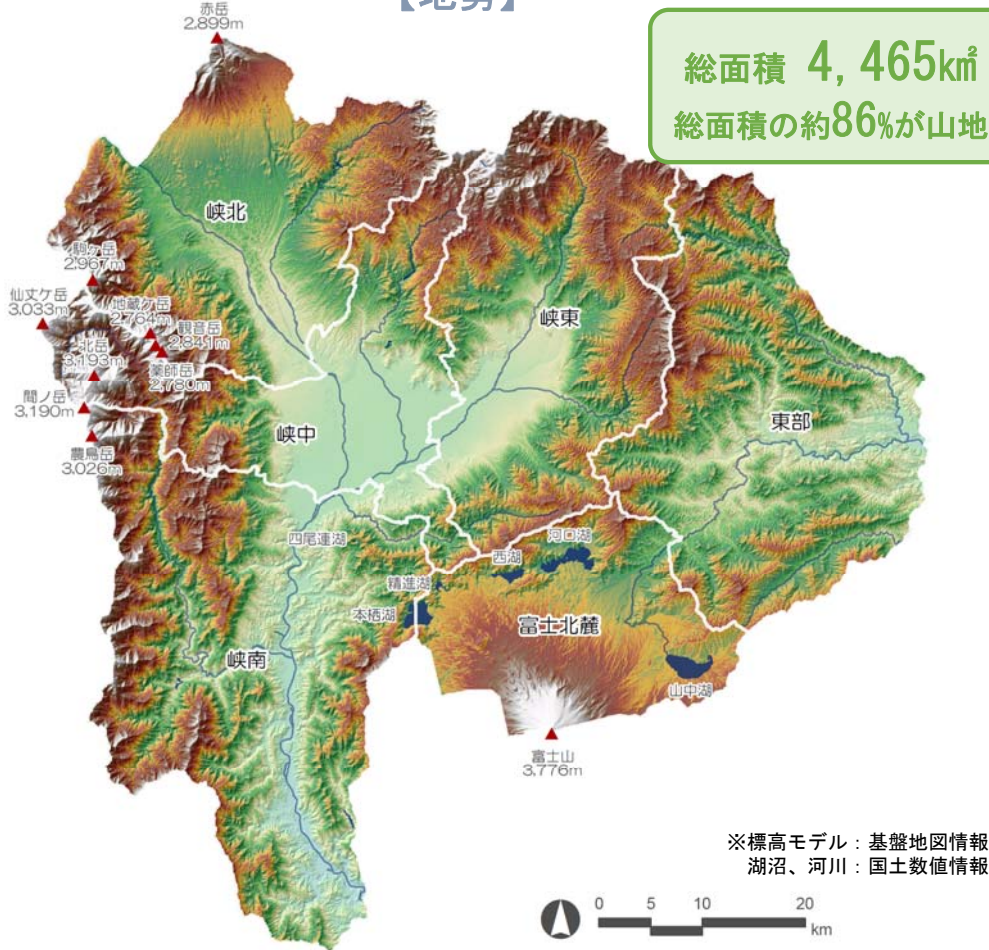 【地勢】
赤岳
2.899m
総面積 4,465k㎡
総面積の約86%が山地
峡北
駒ヶ岳
2,967m
仙丈ケ岳
3.033m
地蔵ケ岳
2,764m
観音岳
2,841m
北岳
3,193m
薬師岳
2,780m
間ノ岳
3.190m
農鳥岳
3.026m
峡東
峡中
東部
四尾連湖
河口湖
西湖
精進湖
本栖湖
富士北麓
峡南
山中湖
富士山
3,776m
※標高モデル：基盤地図情報
湖沼、河川：国土数値情報
0 5 10 20
km